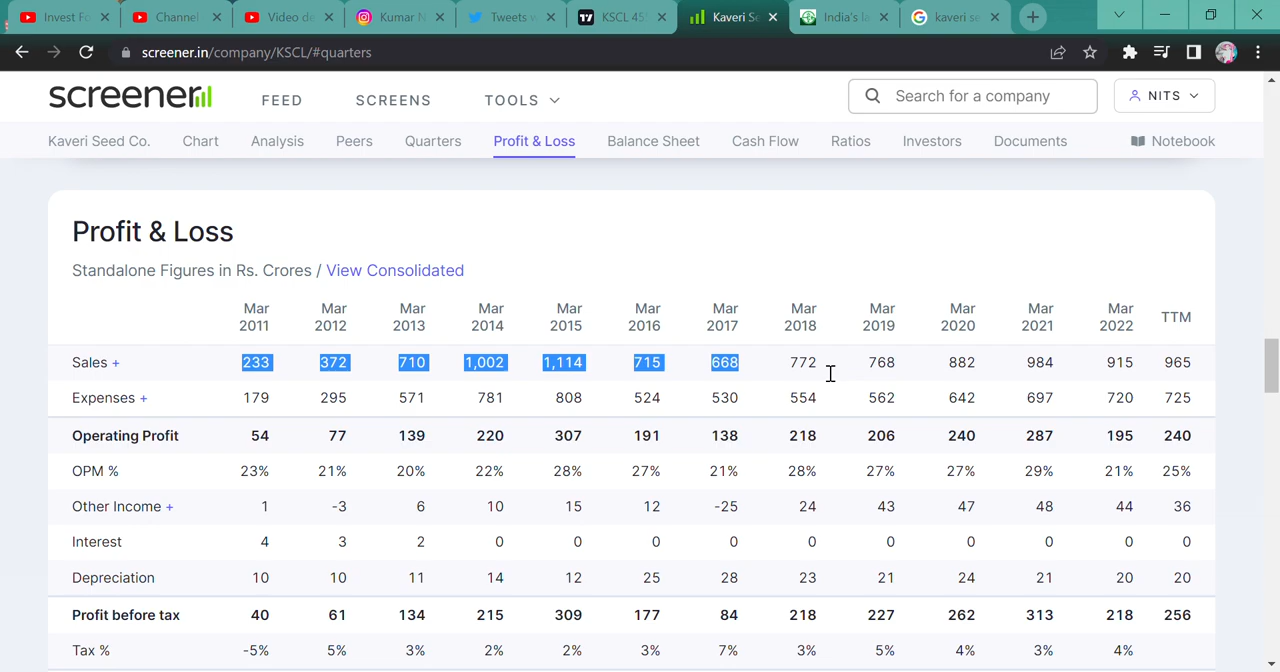 Invest Fo
Channel
Video de
Kumar N
Tweets w
KSCL 45
Kaveri Se
India's la
kaveri se
screener.in/company/KSCL/#quarters
screener
FEED
SCREENS
TOOLS
Search for a company
NITS
Kaveri Seed Co. Chart Analysis Peers Quarters Profit & Loss Balance Sheet Cash Flow Ratios Investors Documents Notebook
Profit & Loss
Standalone Figures in Rs. Crores / View Consolidated
Mar Mar Mar Mar Mar Mar Mar Mar Mar Mar Mar Mar
2011 2012 2013 2014 2015 2016 2017 2018 2019 2020 2021 2022 TTM
Sales + 233 372 710 1,002 1,114 715 668 772 768 882 984 915 965
Expenses + 179 295 571 781 808 524 530 554 562 642 697 720 725
Operating Profit 54 77 139 220 307 191 138 218 206 240 287 195 240
OPM % 23% 21% 20% 22% 28% 27% 21% 28% 27% 27% 29% 21% 25%
Other Income + 1 -3 6 10 15 12 -25 24 43 47 48 44 36
Interest 4 3 2 0 0 0 0 0 0 0 0 0 0
Depreciation 10 10 11 14 12 25 28 23 21 24 21 20 20
Profit before tax 40 61 134 215 309 177 84 218 227 262 313 218 256
Tax % -5% 5% 3% 2% 2% 3% 7% 3% 5% 4% 3% 4%